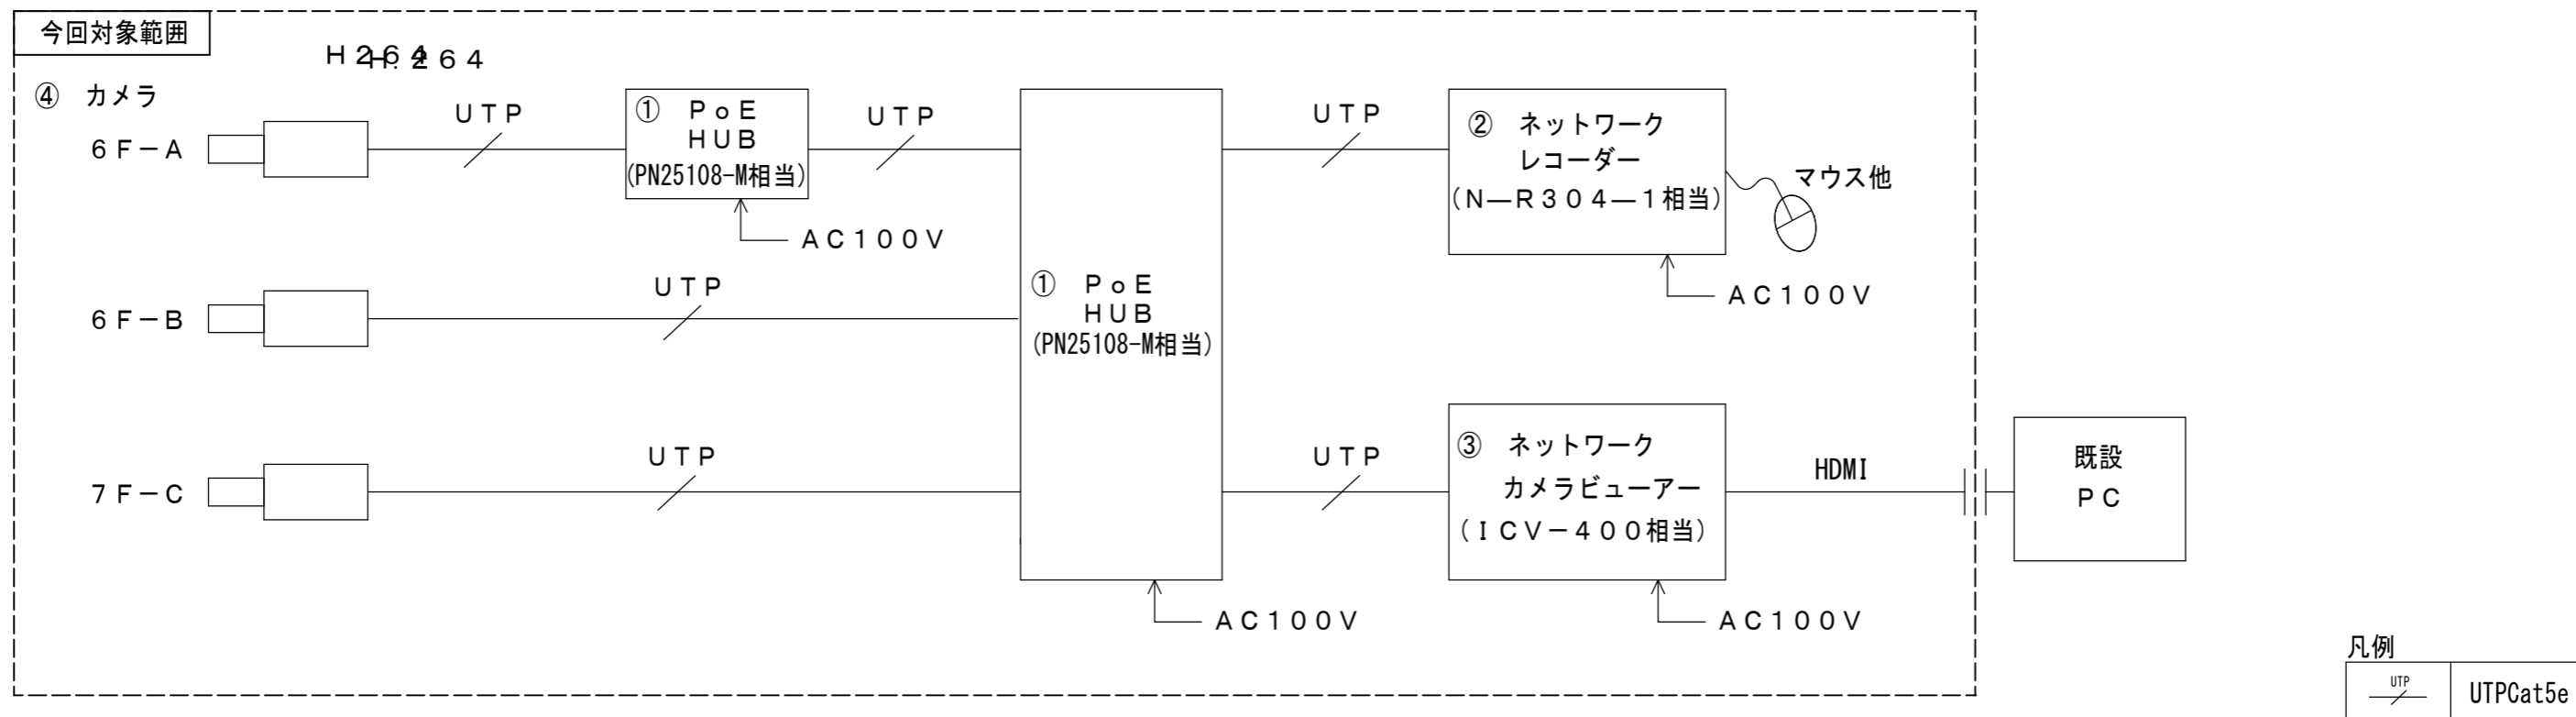 今回対象範囲
H264
H.264
④ カメラ
6F-A
UTP
① PoE
HUB
(PN25108-M相当)
AC100V
UTP
6F-B
UTP
7F-C
UTP
① PoE
HUB
(PN25108-M相当)
AC100V
UTP
② ネットワーク
レコーダー
(N―R304―1相当)
マウス他
AC100V
UTP
③ ネットワーク
カメラビューアー
(ICV-400相当)
AC100V
HDMI
既設
PC
凡例
UTP
UTPCat5e